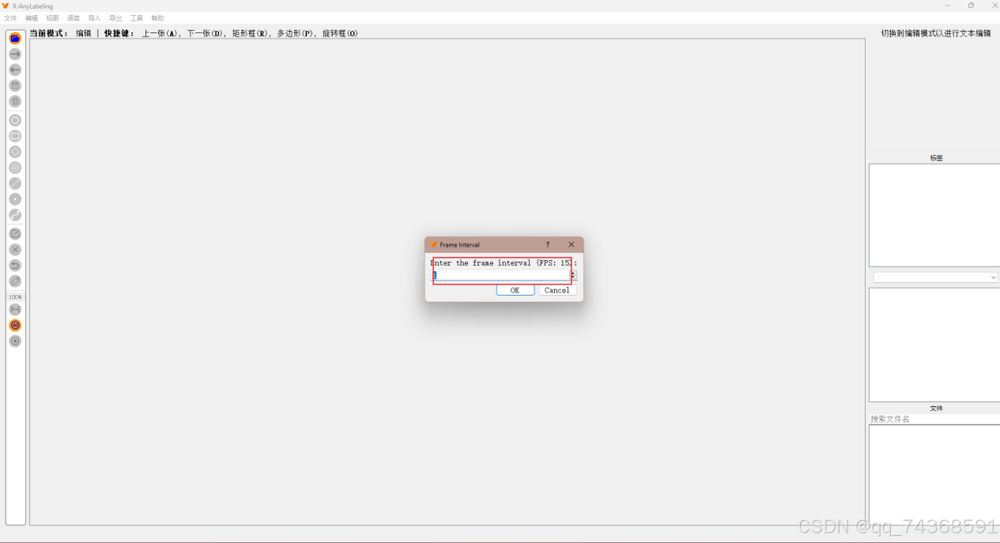 X-AnyLabeling
文件 编辑 视图 语言 导入 导出 工具 帮助
当前模式： 编辑 | 快捷键： 上一张(A), 下一张(D), 矩形框(R), 多边形(P), 旋转框(O)
切换到编辑模式以进行文本编辑
标签
Frame Interval ?
Enter the frame interval (FPS: 15):
OK Cancel
100%
AI
文件
搜索文件名
CSDN @qq_74368591